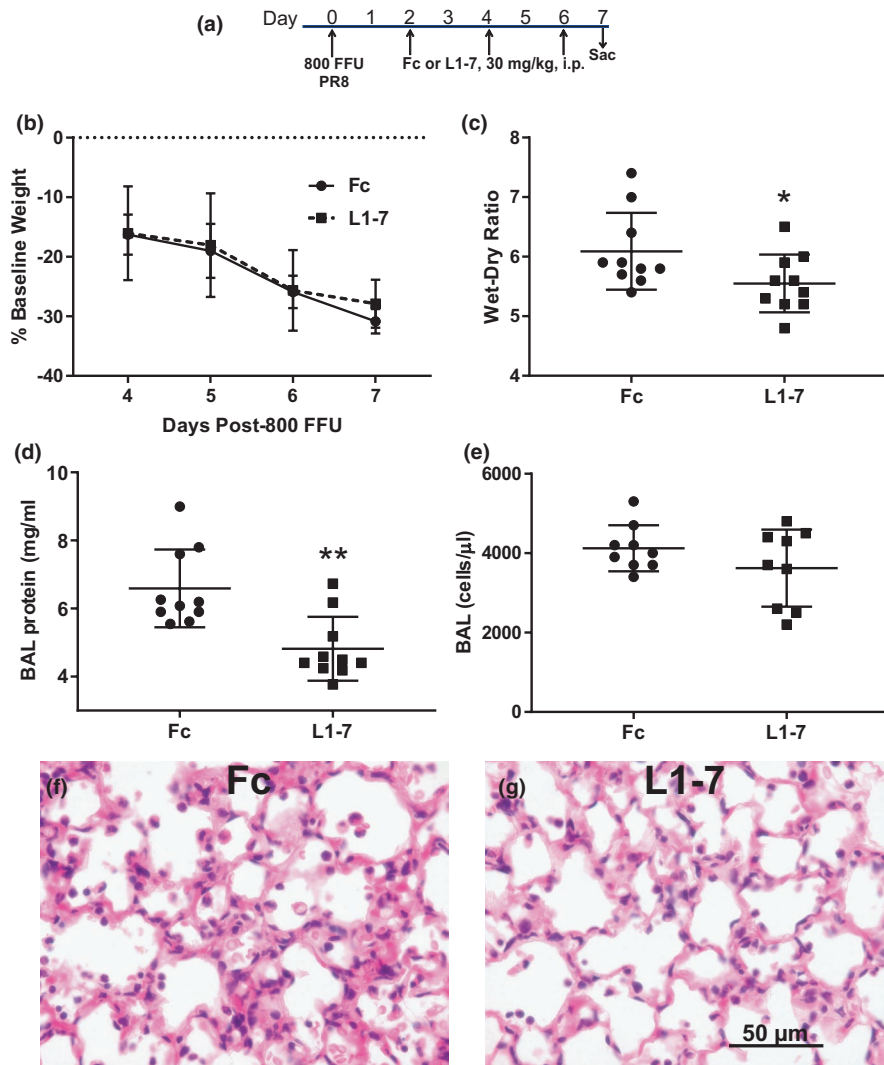 (a)
Day 0 1 2 3 4 5 6 7
800 FFU
PR8
Fc or L1-7, 30 mg/kg, i.p.
Sac
(b)
0
-10
-20
-30
-40
% Baseline Weight
Fc
L1-7
4 5 6 7
Days Post-800 FFU
(c)
8
7
6
5
4
Wet-Dry Ratio
*
Fc L1-7
(d)
10
8
6
4
BAL protein (mg/ml)
**
Fc L1-7
(e)
6000
4000
2000
0
BAL (cells/µl)
Fc L1-7
(f) Fc
(g) L1-7
50 µm